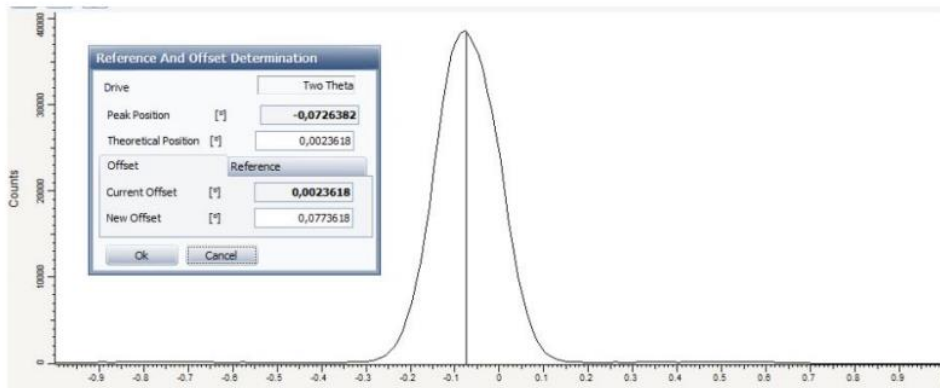 Reference And Offset Determination
Drive Two Theta
Peak Position [°] -0,0726382
Theoretical Position [°] 0,0023618
Offset Reference
Current Offset [°] 0,0023618
New Offset [°] 0,0773618
Ok Cancel
Counts
40000
30000
20000
10000
0
-0.9 -0.8 -0.7 -0.6 -0.5 -0.4 -0.3 -0.2 -0.1 0 0.1 0.2 0.3 0.4 0.5 0.6 0.7 0.8 0.9